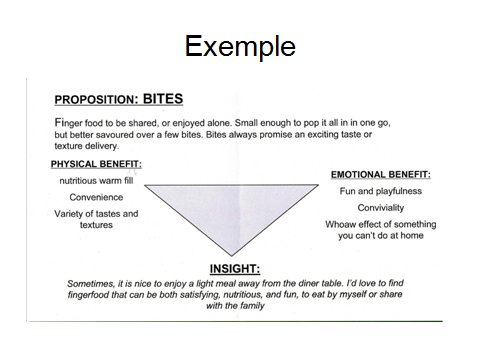 Exemple
PROPOSITION: BITES
Finger food to be shared, or enjoyed alone. Small enough to pop it all in in one go,
but better savoured over a few bites. Bites always promise an exciting taste or
texture delivery.
PHYSICAL BENEFIT:
nutritious warm fill
Convenience
Variety of tastes and
textures
EMOTIONAL BENEFIT:
Fun and playfulness
Conviviality
Whoaw effect of something
you can't do at home
INSIGHT:
Sometimes, it is nice to enjoy a light meal away from the diner table. I'd love to find
fingerfood that can be both satisfying, nutritious, and fun, to eat by myself or share
with the family